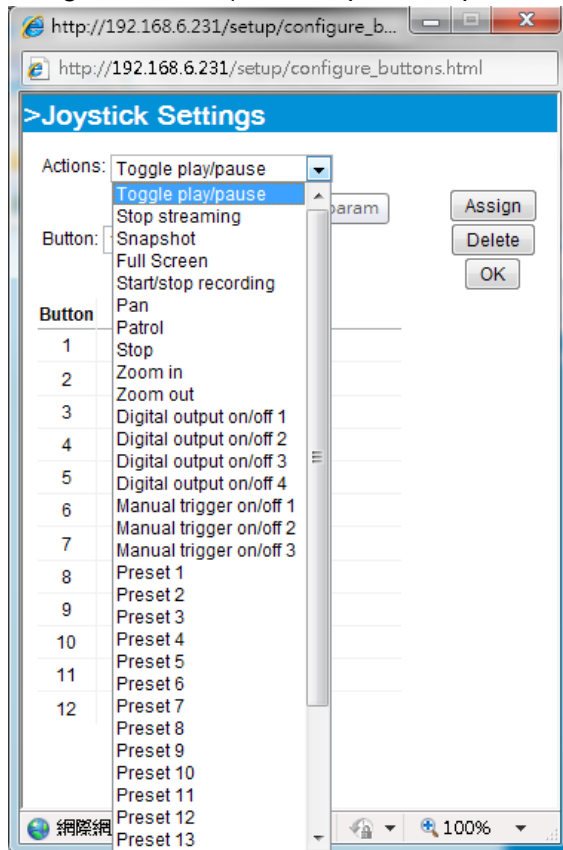 http://192.168.6.231/setup/configure_b...
http://192.168.6.231/setup/configure_buttons.html
>Joystick Settings
Actions: Toggle play/pause
Toggle play/pause
param
Assign
Stop streaming
Button:
Snapshot
Delete
Full Screen
OK
Start/stop recording
Button
Pan
Patrol
1
Stop
2
Zoom in
Zoom out
3
Digital output on/off 1
4
Digital output on/off 2
Digital output on/off 3
5
Digital output on/off 4
6
Manual trigger on/off 1
Manual trigger on/off 2
7
Manual trigger on/off 3
8
Preset 1
Preset 2
9
Preset 3
10
Preset 4
Preset 5
11
Preset 6
12
Preset 7
Preset 8
Preset 9
Preset 10
Preset 11
Preset 12
網際網
100%
Preset 13